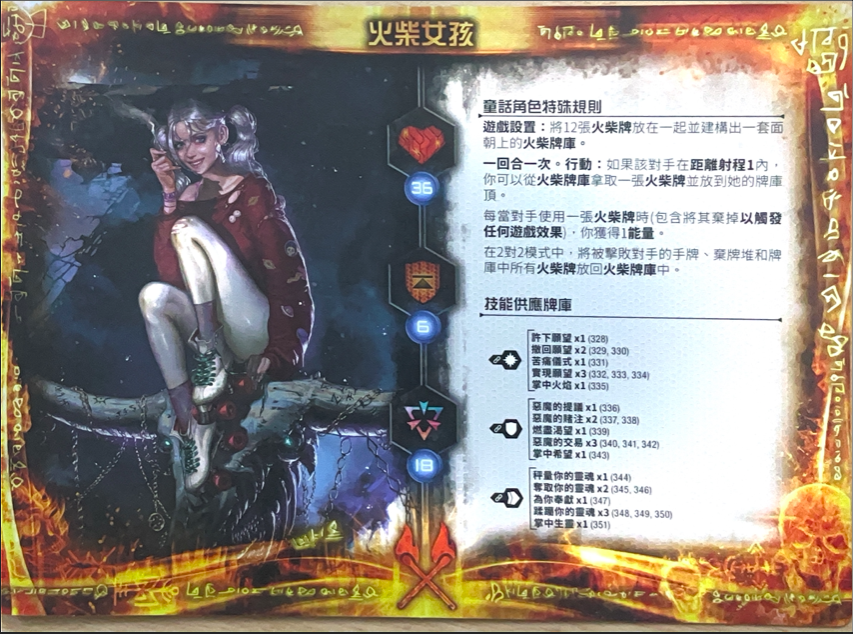 火柴女孩
36
6
18
童話角色特殊規則
遊戲設置：將12張火柴牌放在一起並建構出一套面
朝上的火柴牌庫。
一回合一次。行動：如果該對手在距離射程1內，
你可以從火柴牌庫拿取一張火柴牌並放到她的牌庫
頂。
每當對手使用一張火柴牌時(包含將其棄掉以觸發
任何遊戲效果)，你獲得1能量。
在2對2模式中，將被擊敗對手的手牌、棄牌堆和牌
庫中所有火柴牌放回火柴牌庫中。
技能供應牌庫
許下願望 x1 (328)
撤回願望 x2 (329, 330)
苦痛儀式 x1 (331)
實現願望 x3 (332, 333, 334)
掌中火焰 x1 (335)
惡魔的提議 x1 (336)
惡魔的賭注 x2 (337, 338)
燃盡渴望 x1 (339)
惡魔的交易 x3 (340, 341, 342)
掌中希望 x1 (343)
秤量你的靈魂 x1 (344)
奪取你的靈魂 x2 (345, 346)
為你奉獻 x1 (347)
蹂躪你的靈魂 x3 (348, 349, 350)
掌中生靈 x1 (351)